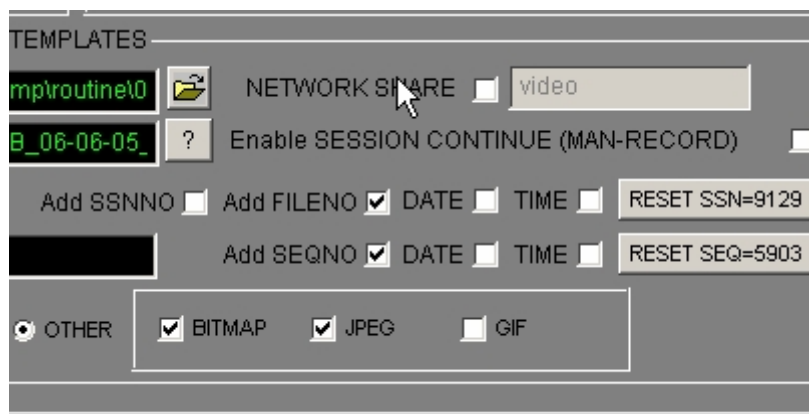 TEMPLATES
mp\routine\0 NETWORK SHARE video
B_06-06-05_ ? Enable SESSION CONTINUE (MAN-RECORD)
Add SSNNO Add FILENO DATE TIME RESET SSN=9129
Add SEQNO DATE TIME RESET SEQ=5903
OTHER BITMAP JPEG GIF